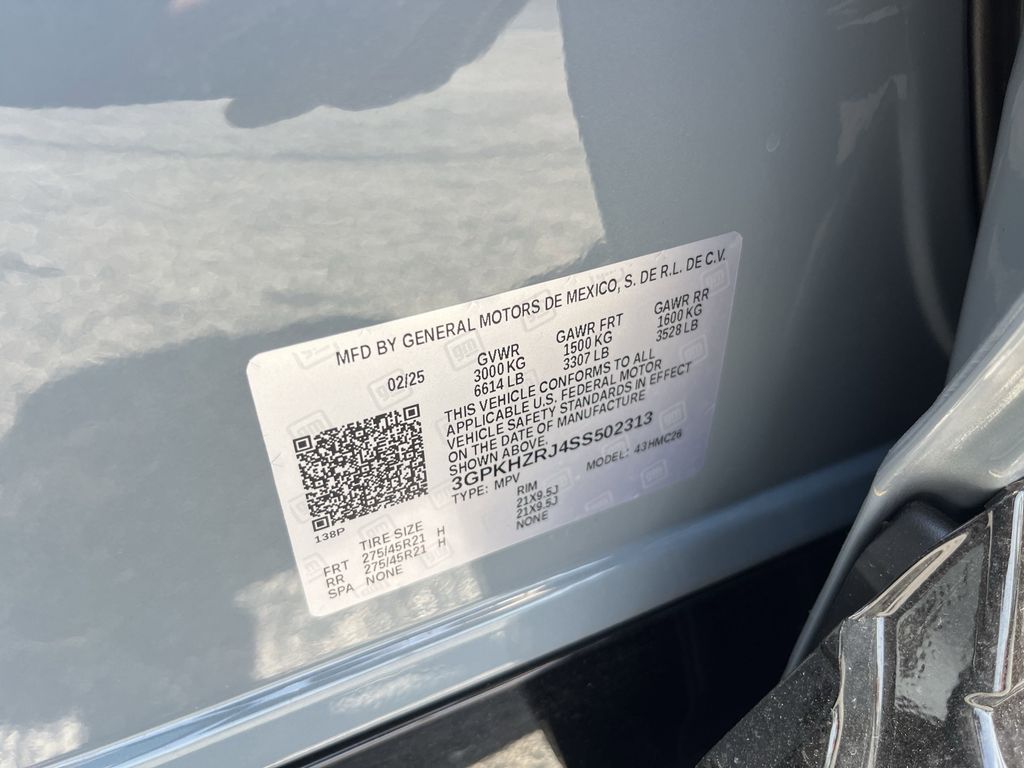 MFD BY GENERAL MOTORS DE MEXICO, S. DE R.L. DE C.V.
02/25 GVWR GAWR FRT GAWR RR
3000 KG 1500 KG 1600 KG
6614 LB 3307 LB 3528 LB
THIS VEHICLE CONFORMS TO ALL
APPLICABLE U.S. FEDERAL MOTOR
VEHICLE SAFETY STANDARDS IN EFFECT
ON THE DATE OF MANUFACTURE
SHOWN ABOVE.
3GPKHZRJ4SS502313
TYPE: MPV MODEL: 43HMC26
138P
TIRE SIZE RIM
FRT 275/45R21 H 21X9.5J
RR 275/45R21 H 21X9.5J
SPA NONE NONE